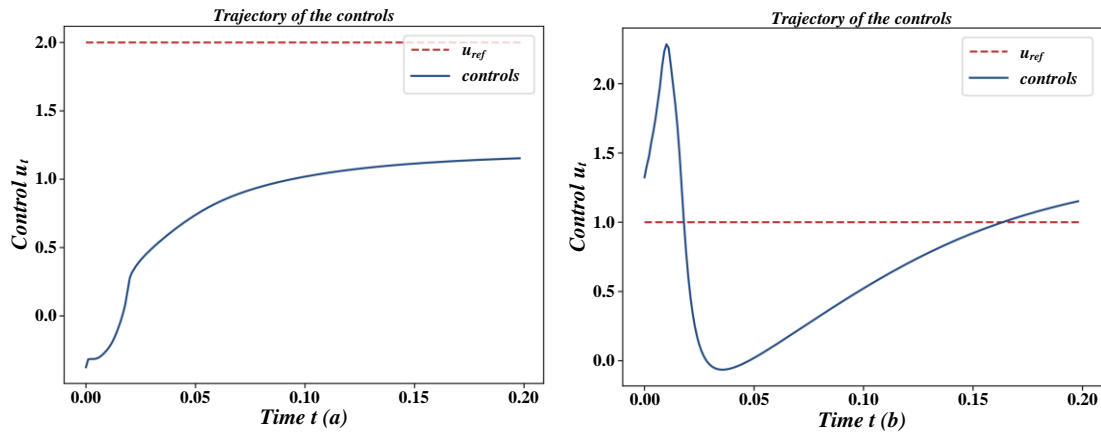 Trajectory of the controls
2.0
1.5
1.0
0.5
0.0
Control u_t
u_ref
controls
0.00
0.05
0.10
0.15
0.20
Time t (a)
Trajectory of the controls
2.0
1.5
1.0
0.5
0.0
Control u_t
u_ref
controls
0.00
0.05
0.10
0.15
0.20
Time t (b)